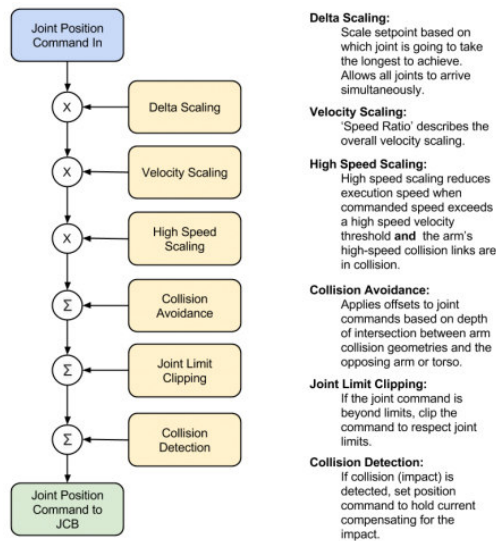 Joint Position
Command In
X
Delta Scaling
X
Velocity Scaling
X
High Speed
Scaling
Σ
Collision
Avoidance
Σ
Joint Limit
Clipping
Σ
Collision
Detection
Joint Position
Command to
JCB
Delta Scaling:
Scale setpoint based on
which joint is going to take
the longest to achieve.
Allows all joints to arrive
simultaneously.
Velocity Scaling:
‘Speed Ratio’ describes the
overall velocity scaling.
High Speed Scaling:
High speed scaling reduces
execution speed when
commanded speed exceeds
a high speed velocity
threshold and the arm's
high-speed collision links are
in collision.
Collision Avoidance:
Applies offsets to joint
commands based on depth
of intersection between arm
collision geometries and the
opposing arm or torso.
Joint Limit Clipping:
If the joint command is
beyond limits, clip the
command to respect joint
limits.
Collision Detection:
If collision (impact) is
detected, set position
command to hold current
compensating for the
impact.